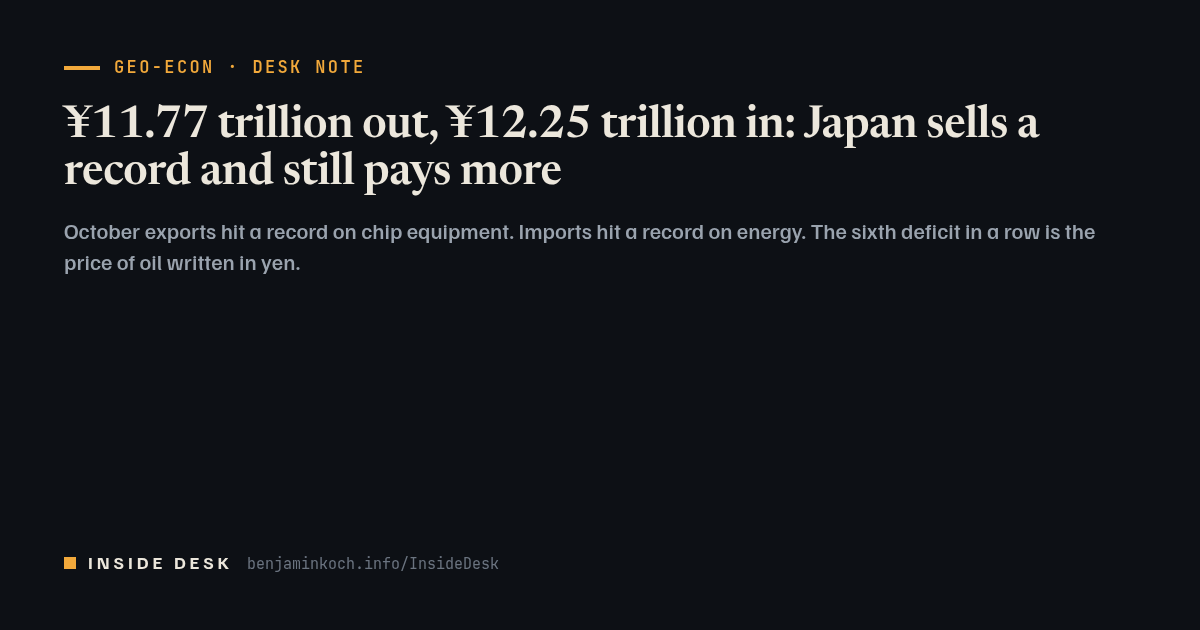 GEO-ECON · DESK NOTE
¥11.77 trillion out, ¥12.25 trillion in: Japan sells a
record and still pays more
October exports hit a record on chip equipment. Imports hit a record on energy. The sixth deficit in a row is the
price of oil written in yen.
INSIDE DESK benjaminkoch.info/InsideDesk